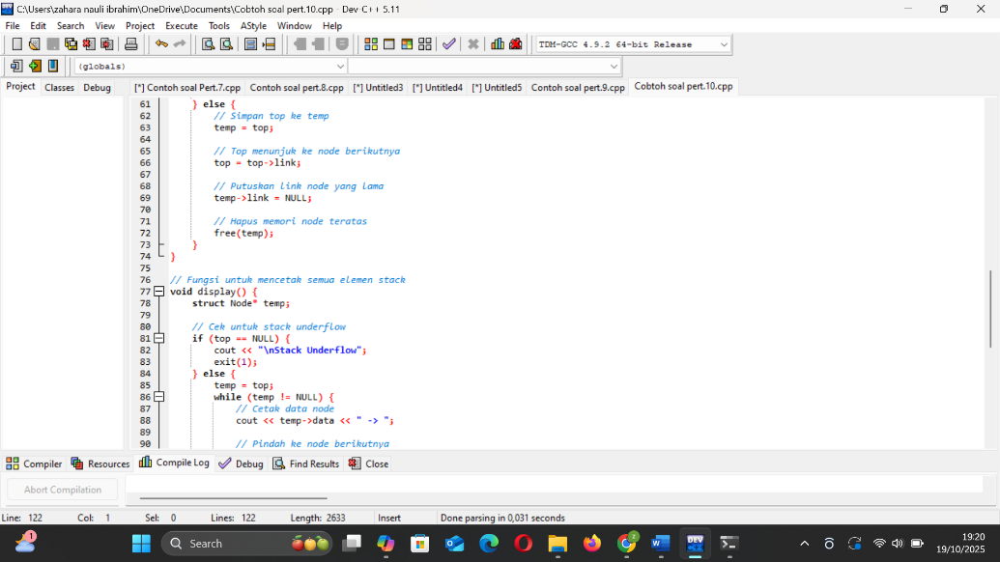 C:\Users\zahara nauli ibrahim\OneDrive\Documents\Cobtoh soal pert.10.cpp - Dev-C++ 5.11
File Edit Search View Project Execute Tools AStyle Window Help
TDM-GCC 4.9.2 64-bit Release
(globals)
Project Classes Debug [*] Contoh soal Pert.7.cpp Contoh soal pert.8.cpp [*] Untitled3 [*] Untitled4 [*] Untitled5 Contoh soal pert.9.cpp Contoh soal pert.10.cpp
61 } else {
62 // Simpan top ke temp
63 temp = top;
64
65 // Top menunjuk ke node berikutnya
66 top = top->link;
67
68 // Putuskan link node yang lama
69 temp->link = NULL;
70
71 // Hapus memori node teratas
72 free(temp);
73 }
74 }
75
76 // Fungsi untuk mencetak semua elemen stack
77 void display() {
78 struct Node* temp;
79
80 // Cek untuk stack underflow
81 if (top == NULL) {
82 cout << "\nStack Underflow";
83 exit(1);
84 } else {
85 temp = top;
86 while (temp != NULL) {
87 // Cetak data node
88 cout << temp->data << " -> ";
89
90 // Pindah ke node berikutnya
Compiler Resources Compile Log Debug Find Results Close
Abort Compilation
Line: 122 Col: 1 Sel: 0 Lines: 122 Length: 2633 Insert Done parsing in 0,031 seconds
1
Search
2
DEV
19:20
19/10/2025